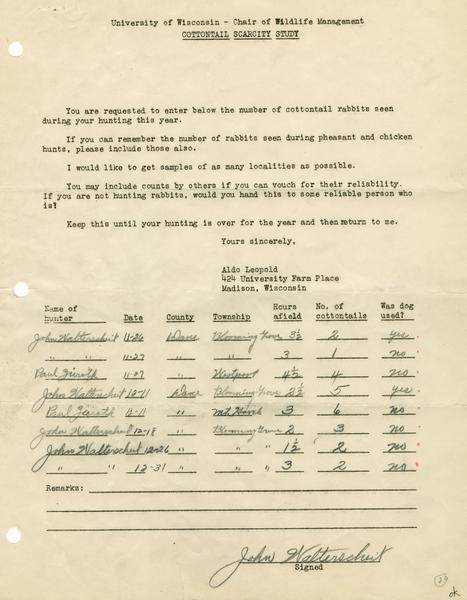 University of Wisconsin - Chair of Wildlife Management
COTTONTAIL SCARCITY STUDY
You are requested to enter below the number of cottontail rabbits seen
during your hunting this year.
If you can remember the number of rabbits seen during pheasant and chicken
hunts, please include those also.
I would like to get samples of as many localities as possible.
You may include counts by others if you can vouch for their reliability.
If you are not hunting rabbits, would you hand this to some reliable person who
is?
Keep this until your hunting is over for the year and then return to me.
Yours sincerely,
Aldo Leopold
424 University Farm Place
Madison, Wisconsin
Name of hunter Date County Township Hours afield No. of cottontails Was dog used?
John Walterscheit 11-26 Dane Blooming Grove 3½ 2 yes
" " 11-27 " " 3 1 no
Paul 11-27 " Westport 4½ 4 no
John Walterscheit 12-11 Dane Blooming Grove 2½ 5 yes
Paul 12-11 " Mt Horeb 3 6 no
John Walterscheit 12-18 " Blooming Grove 2 3 no
John Walterscheit 12-26 " " 1½ 2 no
" " 12-31 " " 3 2 no
Remarks:
John Walterscheit
Signed
ok